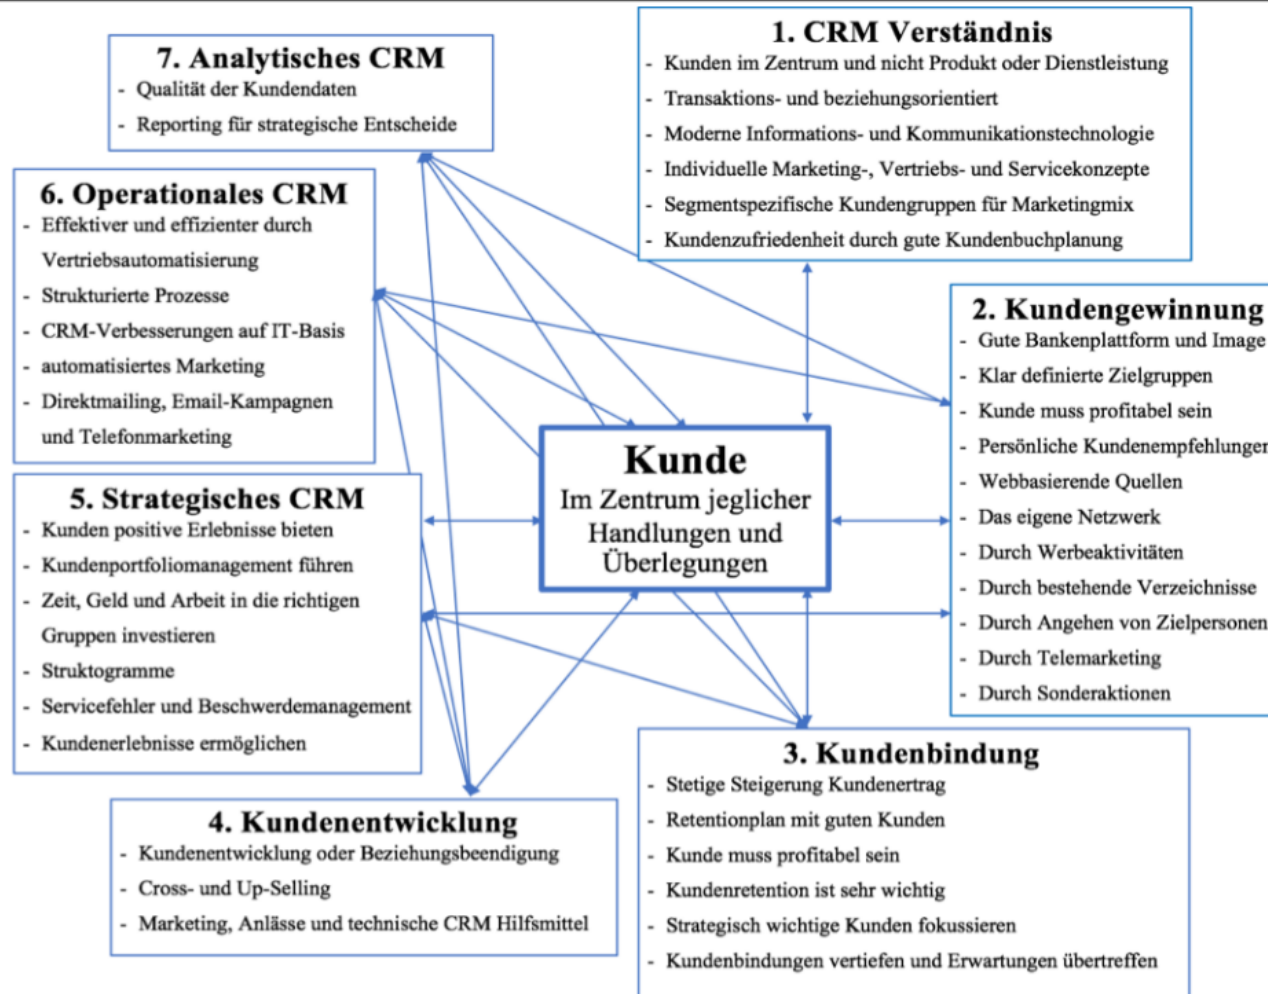 1. CRM Verständnis
- Kunden im Zentrum und nicht Produkt oder Dienstleistung
- Transaktions- und beziehungsorientiert
- Moderne Informations- und Kommunikationstechnologie
- Individuelle Marketing-, Vertriebs- und Servicekonzepte
- Segmentspezifische Kundengruppen für Marketingmix
- Kundenzufriedenheit durch gute Kundenbuchplanung
2. Kundengewinnung
- Gute Bankenplattform und Image
- Klar definierte Zielgruppen
- Kunde muss profitabel sein
- Persönliche Kundenempfehlungen
- Webbasierende Quellen
- Das eigene Netzwerk
- Durch Werbeaktivitäten
- Durch bestehende Verzeichnisse
- Durch Angehen von Zielpersonen
- Durch Telemarketing
- Durch Sonderaktionen
3. Kundenbindung
- Stetige Steigerung Kundenertrag
- Retentionplan mit guten Kunden
- Kunde muss profitabel sein
- Kundenretention ist sehr wichtig
- Strategisch wichtige Kunden fokussieren
- Kundenbindungen vertiefen und Erwartungen übertreffen
4. Kundenentwicklung
- Kundenentwicklung oder Beziehungsbeendigung
- Cross- und Up-Selling
- Marketing, Anlässe und technische CRM Hilfsmittel
5. Strategisches CRM
- Kunden positive Erlebnisse bieten
- Kundenportfoliomanagement führen
- Zeit, Geld und Arbeit in die richtigen
Gruppen investieren
- Struktogramme
- Servicefehler und Beschwerdemanagement
- Kundenerlebnisse ermöglichen
6. Operationales CRM
- Effektiver und effizienter durch
Vertriebsautomatisierung
- Strukturierte Prozesse
- CRM-Verbesserungen auf IT-Basis
- automatisiertes Marketing
- Direktmailing, Email-Kampagnen
und Telefonmarketing
7. Analytisches CRM
- Qualität der Kundendaten
- Reporting für strategische Entscheide
Kunde
Im Zentrum jeglicher
Handlungen und
Überlegungen